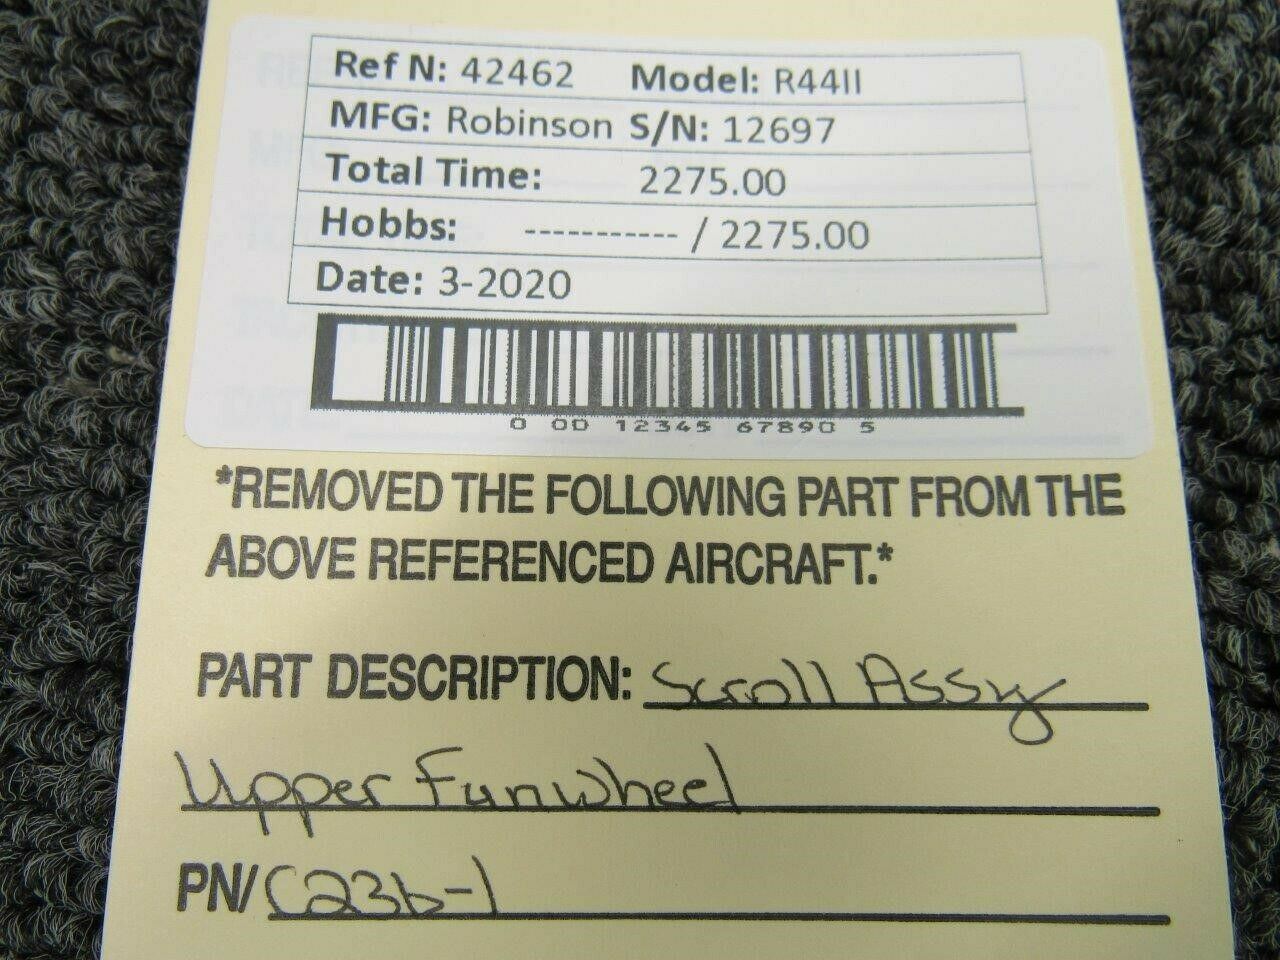 Ref N: 42462 Model: R44II
MFG: Robinson S/N: 12697
Total Time: 2275.00
Hobbs: ----------- / 2275.00
Date: 3-2020
0 00 12345 67890 5
*REMOVED THE FOLLOWING PART FROM THE
ABOVE REFERENCED AIRCRAFT.*
PART DESCRIPTION: Scroll Assy
Upper Funwheel
PN/ C236-1